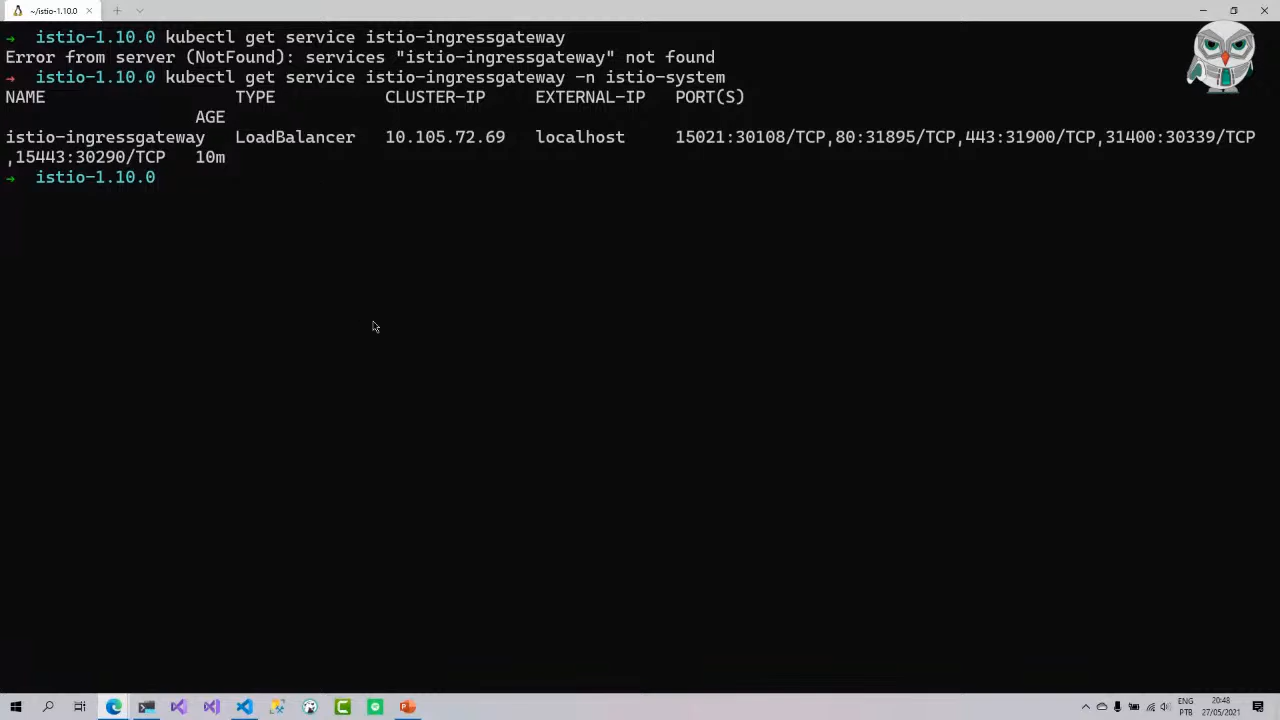 ~/istio-1.10.0
→ istio-1.10.0 kubectl get service istio-ingressgateway
Error from server (NotFound): services "istio-ingressgateway" not found
→ istio-1.10.0 kubectl get service istio-ingressgateway -n istio-system
NAME TYPE CLUSTER-IP EXTERNAL-IP PORT(S)
AGE
istio-ingressgateway LoadBalancer 10.105.72.69 localhost 15021:30108/TCP,80:31895/TCP,443:31900/TCP,31400:30339/TCP
,15443:30290/TCP 10m
→ istio-1.10.0
ENG
PTB
20:48
27/05/2021